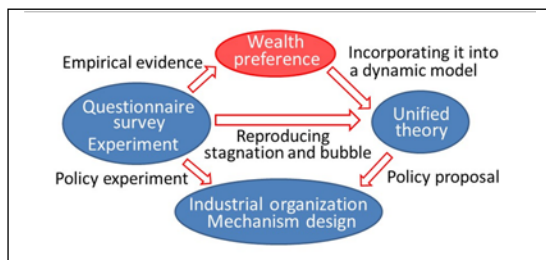 Wealth
preference
Empirical evidence
Incorporating it into
a dynamic model
Questionnaire
survey
Experiment
Unified
theory
Reproducing
stagnation and bubble
Policy experiment
Policy proposal
Industrial organization
Mechanism design